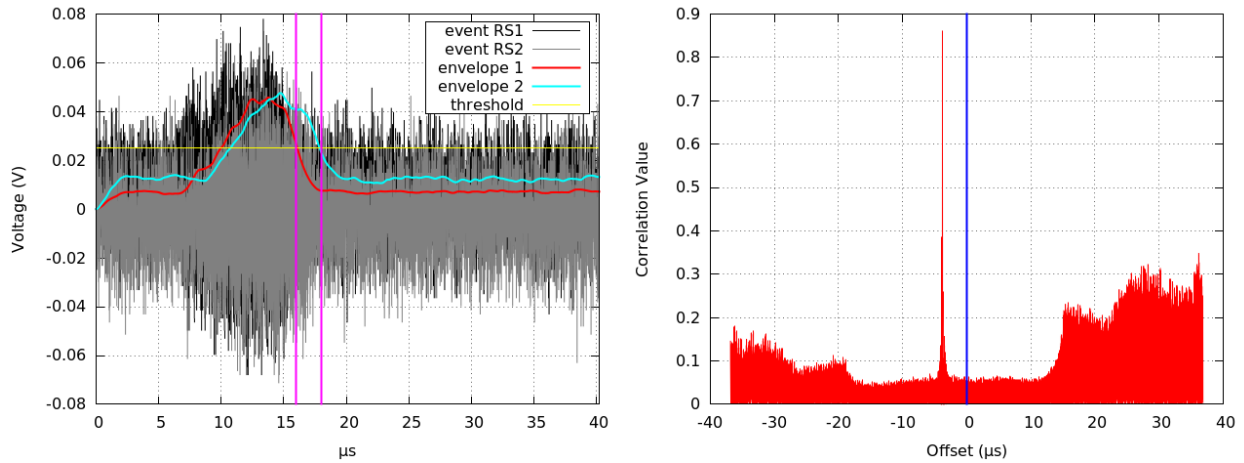 0.08
0.06
0.04
0.02
0
-0.02
-0.04
-0.06
-0.08
Voltage (V)
event RS1
event RS2
envelope 1
envelope 2
threshold
0 5 10 15 20 25 30 35 40
µs
0.9
0.8
0.7
0.6
0.5
0.4
0.3
0.2
0.1
0
Correlation Value
-40 -30 -20 -10 0 10 20 30 40
Offset (µs)